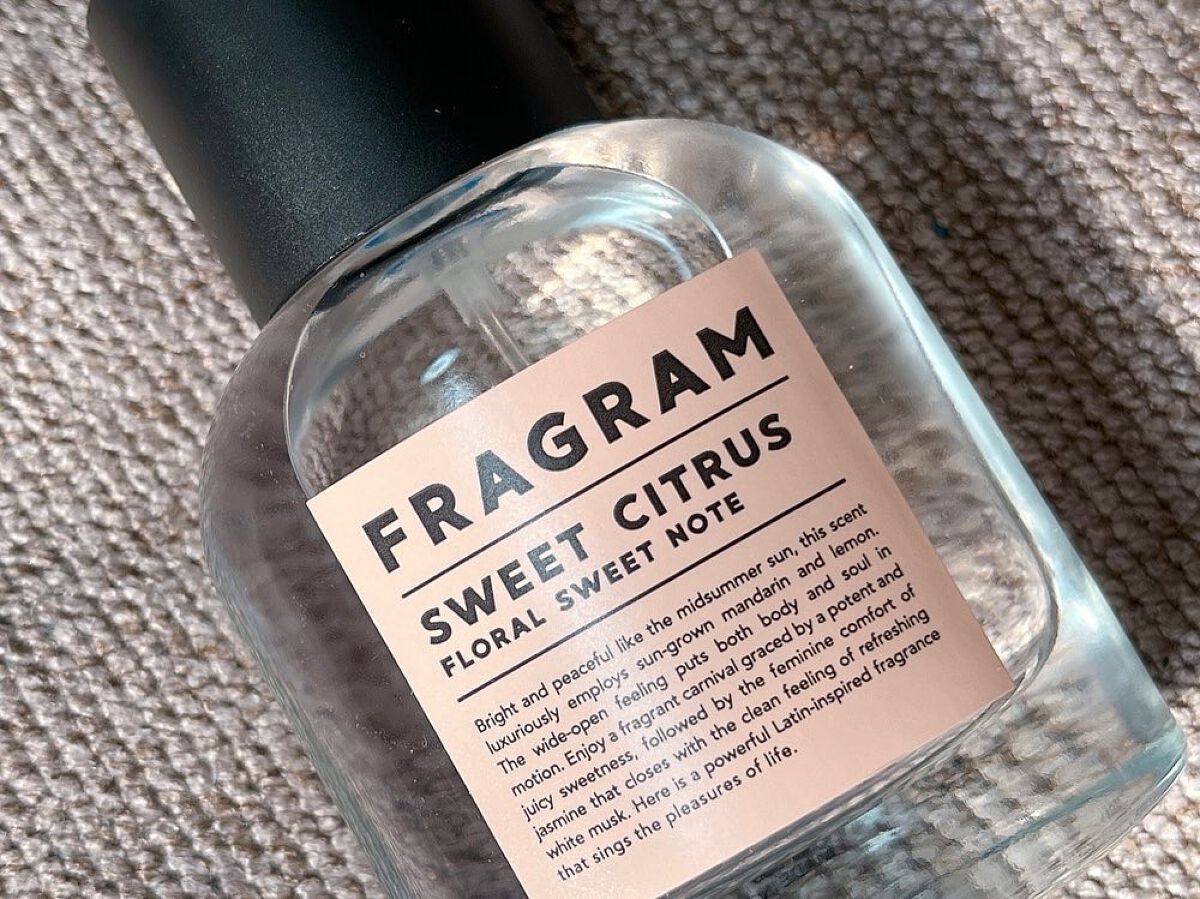 FRAGRAM
SWEET CITRUS
FLORAL SWEET NOTE
Bright and peaceful like the midsummer sun, this scent
luxuriously employs sun-grown mandarin and lemon.
The wide-open feeling puts both body and soul in
motion. Enjoy a fragrant carnival graced by a potent and
juicy sweetness, followed by the feminine comfort of
jasmine that closes with the clean feeling of refreshing
white musk. Here is a powerful Latin-inspired fragrance
that sings the pleasures of life.